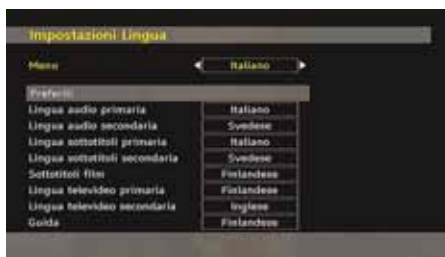 Impostazioni Lingua
Menu Italiano
Preferiti
Lingua audio primaria Italiano
Lingua audio secondaria Svedese
Lingua sottotitoli primaria Italiano
Lingua sottotitoli secondaria Svedese
Sottotitoli film Finlandese
Lingua televideo primaria Finlandese
Lingua televideo secondaria Inglese
Guida Finlandese